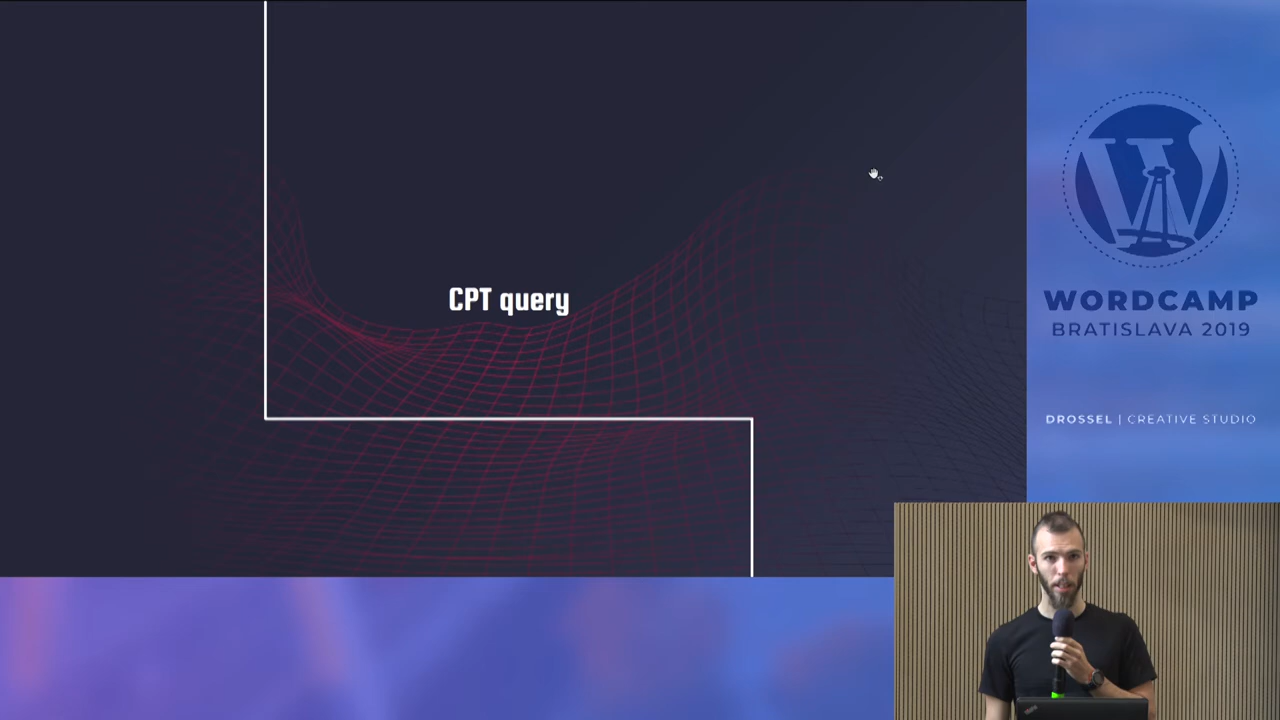 CPT query
WORDCAMP
BRATISLAVA 2019
DROSSEL | CREATIVE STUDIO